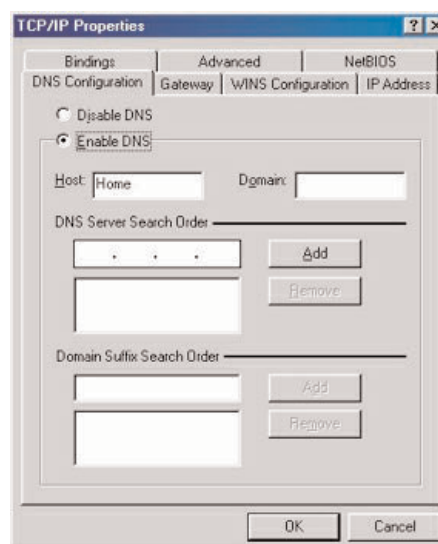 TCP/IP Properties
Bindings Advanced NetBIOS
DNS Configuration Gateway WINS Configuration IP Address
Disable DNS
Enable DNS
Host: Home Domain:
DNS Server Search Order
. . .
Add
Remove
Domain Suffix Search Order
Add
Remove
OK Cancel